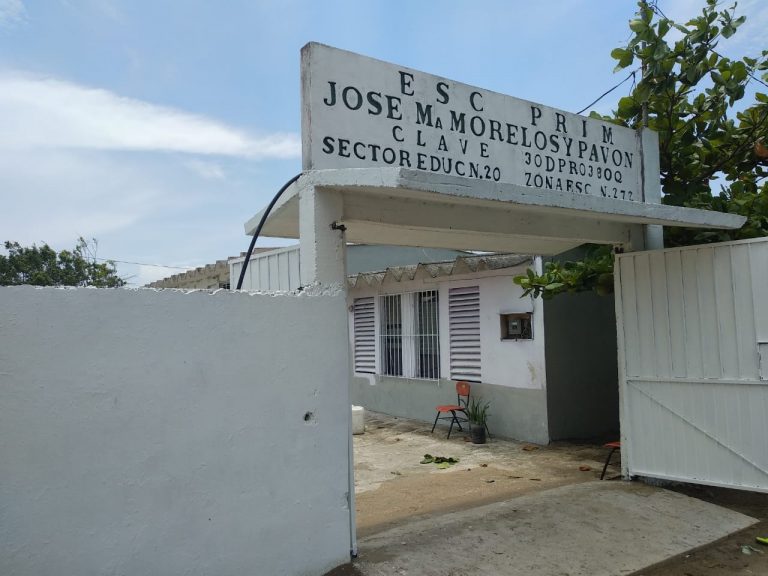 ESC PRIM
JOSE Ma MORELOS Y PAVON
CLAVE 30DPR0380Q
SECTOR EDUC N.20 ZONA ESC N.272